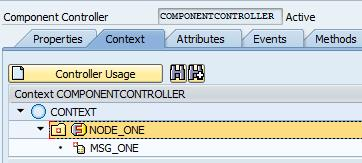 Component Controller COMPONENTCONTROLLER Active
Properties Context Attributes Events Methods
Controller Usage
Context COMPONENTCONTROLLER
CONTEXT
NODE_ONE
MSG_ONE